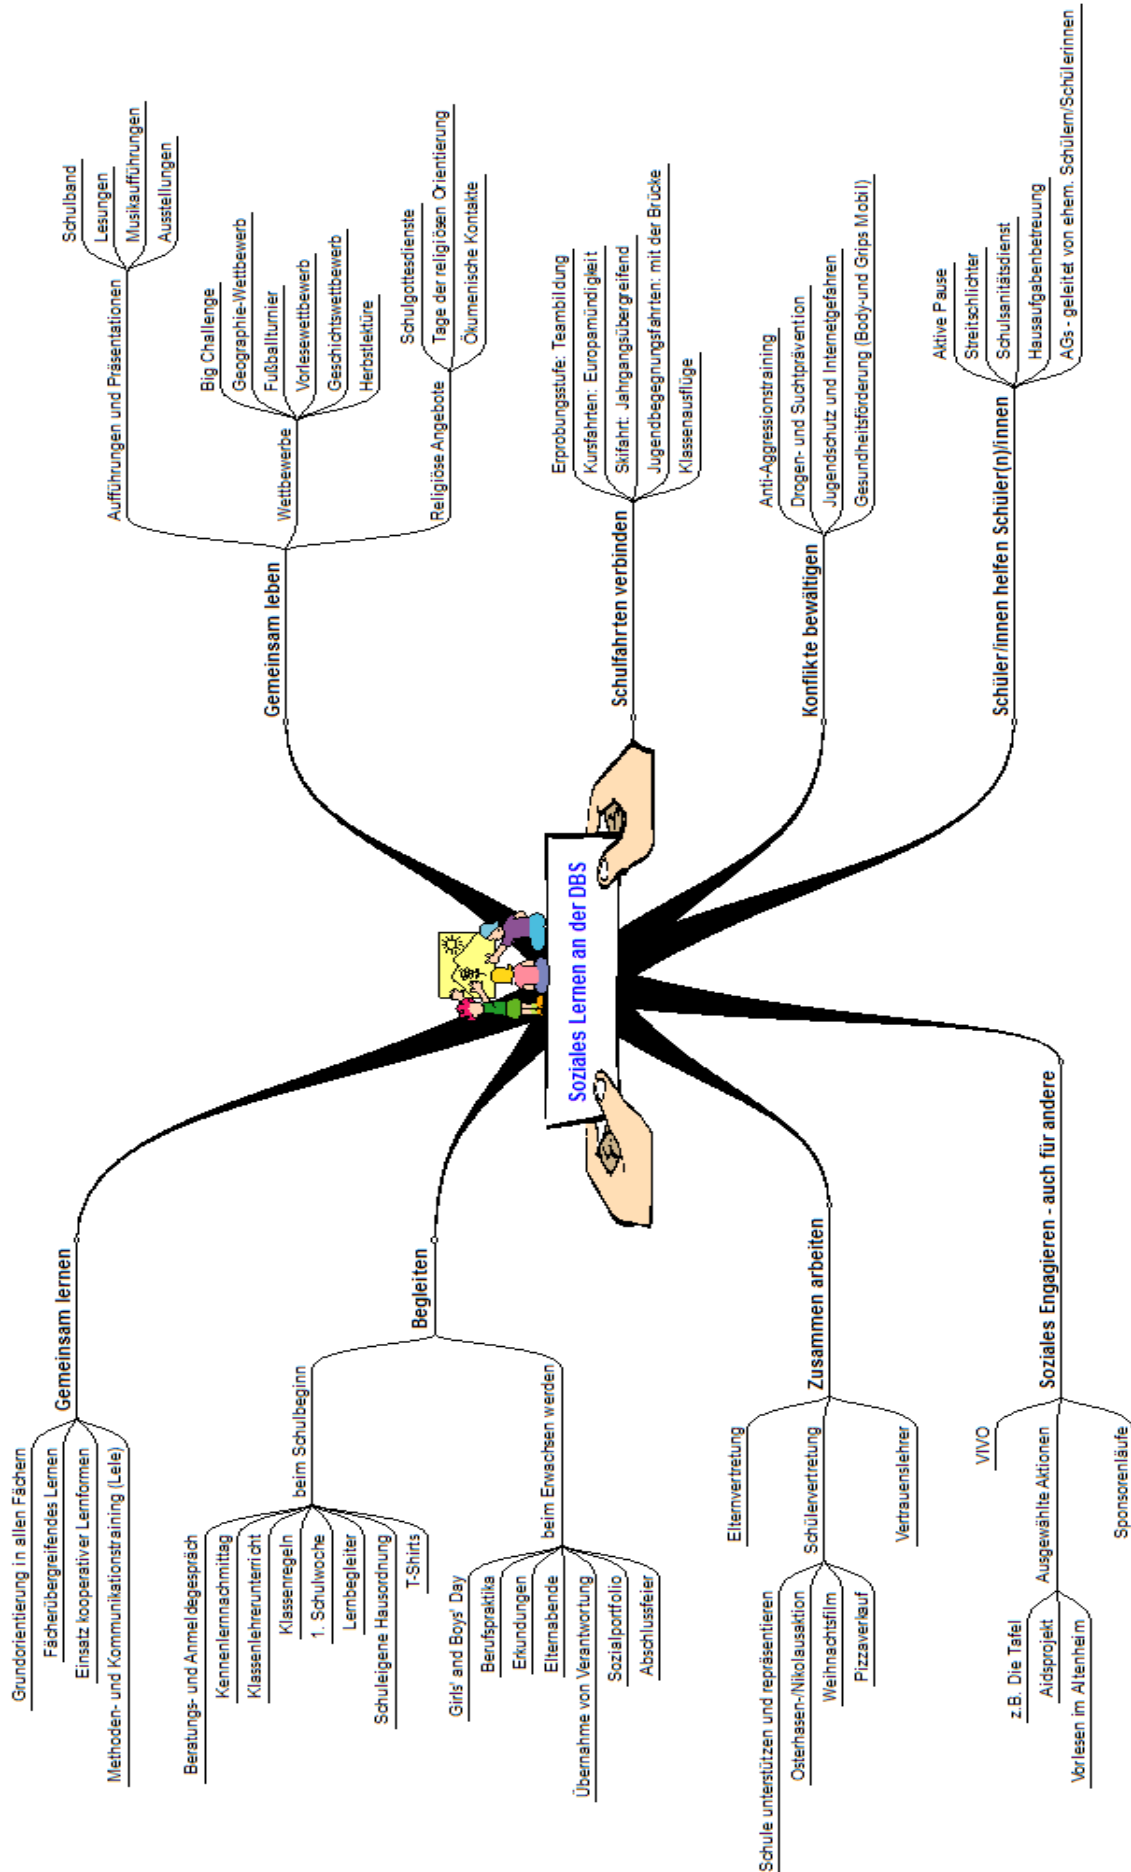 Soziales Lernen an der DBS
Gemeinsam lernen
Grundorientierung in allen Fächern
Fächerübergreifendes Lernen
Einsatz kooperativer Lernformen
Methoden- und Kommunikationstraining (Lele)
Begleiten
beim Schulbeginn
Beratungs- und Anmeldegespräch
Kennenlernnachmittag
Klassenlehrerunterricht
Klassenregeln
1. Schulwoche
Lernbegleiter
Schuleigene Hausordnung
T-Shirts
beim Erwachsen werden
Girls' and Boys' Day
Berufspraktika
Erkundungen
Elternabende
Übernahme von Verantwortung
Sozialportfolio
Abschlussfeier
Zusammen arbeiten
Elternvertretung
Schülervertretung
Schule unterstützen und repräsentieren
Osterhasen-/Nikolausaktion
Weihnachtsfilm
Pizzaverkauf
Vertrauenslehrer
Soziales Engagieren - auch für andere
VIVO
Ausgewählte Aktionen
z.B. Die Tafel
Aidsprojekt
Vorlesen im Altenheim
Sponsorenläufe
Gemeinsam leben
Aufführungen und Präsentationen
Schulband
Lesungen
Musikaufführungen
Ausstellungen
Wettbewerbe
Big Challenge
Geographie-Wettbewerb
Fußballturnier
Vorlesewettbewerb
Geschichtswettbewerb
Herbstlektüre
Religiöse Angebote
Schulgottesdienste
Tage der religiösen Orientierung
Ökumenische Kontakte
Schulfahrten verbinden
Erprobungsstufe: Teambildung
Kursfahrten: Europamündigkeit
Skifahrt: Jahrgangsübergreifend
Jugendbegegnungsfahrten: mit der Brücke
Klassenausflüge
Konflikte bewältigen
Anti-Aggressionstraining
Drogen- und Suchtprävention
Jugendschutz und Internetgefahren
Gesundheitsförderung (Body-und Grips Mobil)
Schüler/innen helfen Schüler(n)/innen
Aktive Pause
Streitschlichter
Schulsanitätsdienst
Hausaufgabenbetreuung
AGs - geleitet von ehem. Schülern/Schülerinnen